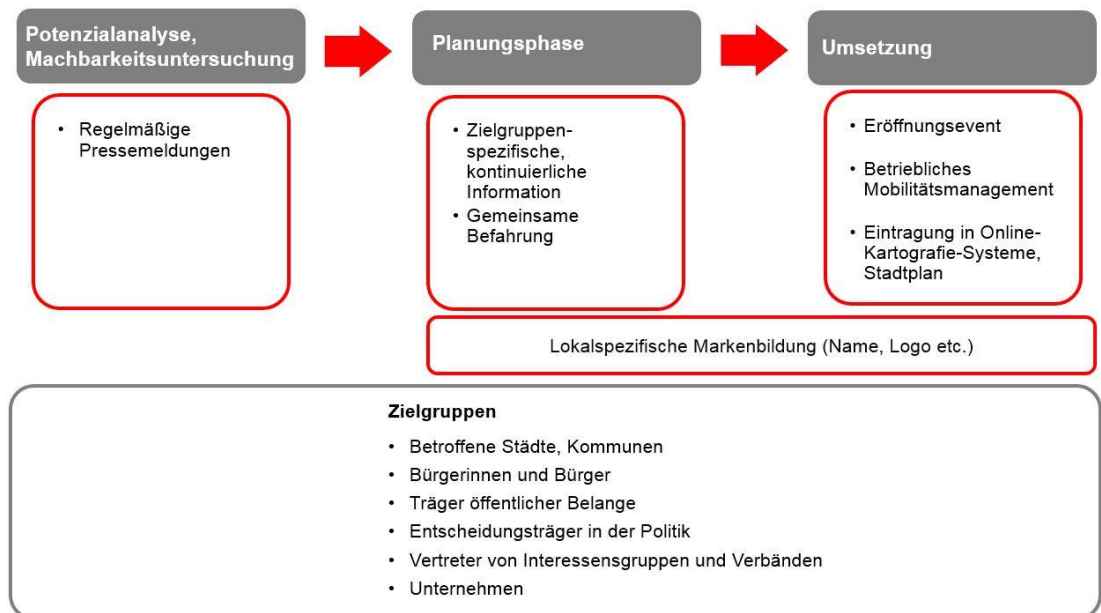 Potenzialanalyse,
Machbarkeitsuntersuchung
• Regelmäßige
Pressemeldungen
Planungsphase
• Zielgruppen-
spezifische,
kontinuierliche
Information
• Gemeinsame
Befahrung
Umsetzung
• Eröffnungsevent
• Betriebliches
Mobilitätsmanagement
• Eintragung in Online-
Kartografie-Systeme,
Stadtplan
Lokalspezifische Markenbildung (Name, Logo etc.)
Zielgruppen
• Betroffene Städte, Kommunen
• Bürgerinnen und Bürger
• Träger öffentlicher Belange
• Entscheidungsträger in der Politik
• Vertreter von Interessensgruppen und Verbänden
• Unternehmen